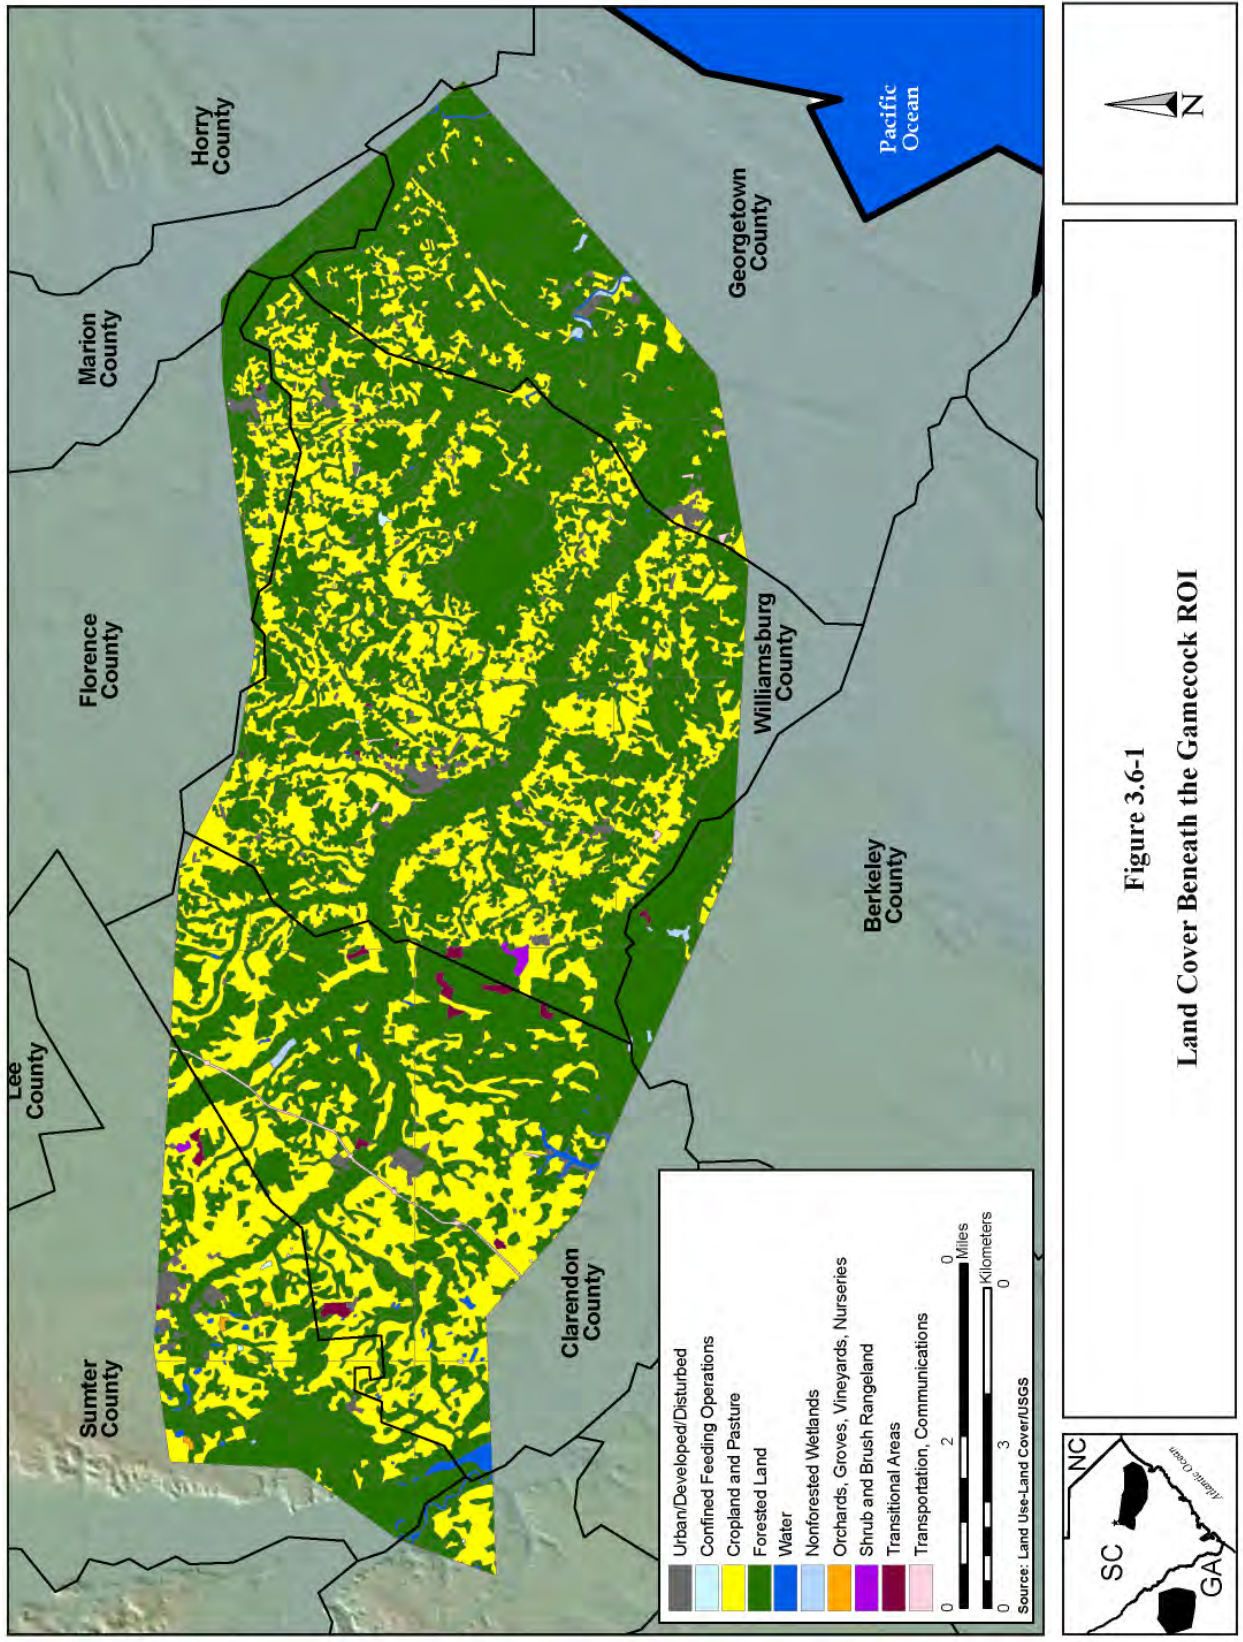 Lee
County
Sumter
County
Florence
County
Marion
County
Horry
County
Clarendon
County
Berkeley
County
Williamsburg
County
Georgetown
County
Pacific
Ocean
Urban/Developed/Disturbed
Confined Feeding Operations
Cropland and Pasture
Forested Land
Water
Nonforested Wetlands
Orchards, Groves, Vineyards, Nurseries
Shrub and Brush Rangeland
Transitional Areas
Transportation, Communications
0 2 0
Miles
Kilometers
0 3 0
Source: Land Use-Land Cover/USGS
NC
SC
GA
Atlantic Ocean
Figure 3.6-1
Land Cover Beneath the Gamecock ROI
N